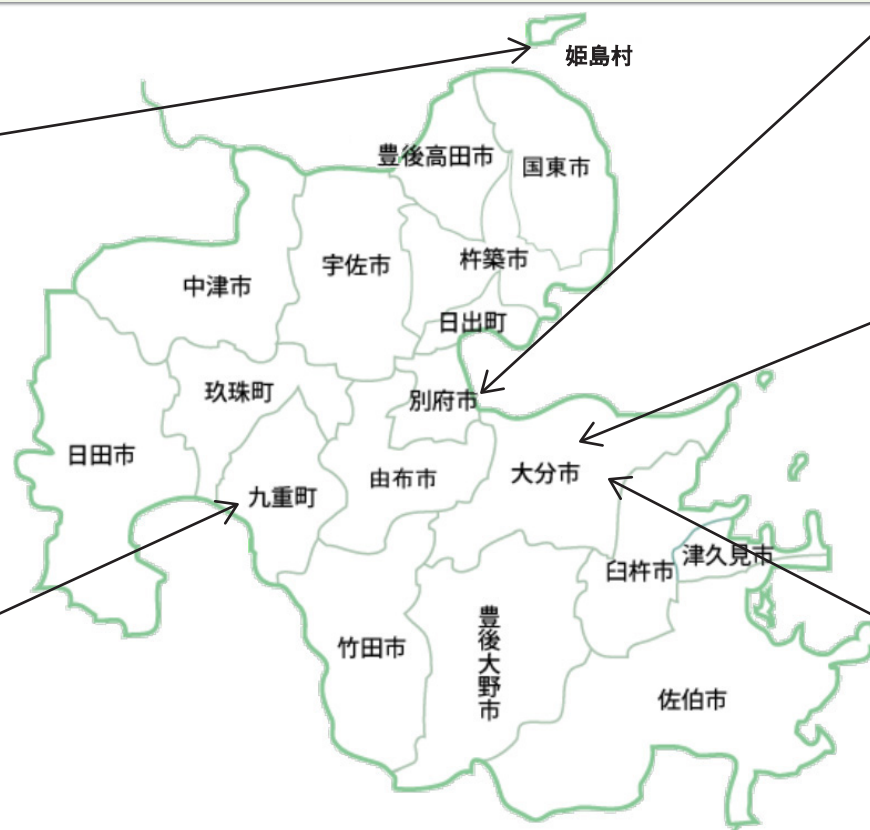 姫島村
豊後高田市
国東市
杵築市
宇佐市
中津市
日出町
玖珠町
別府市
日田市
由布市
大分市
九重町
津久見市
臼杵市
竹田市
豊後大野市
佐伯市